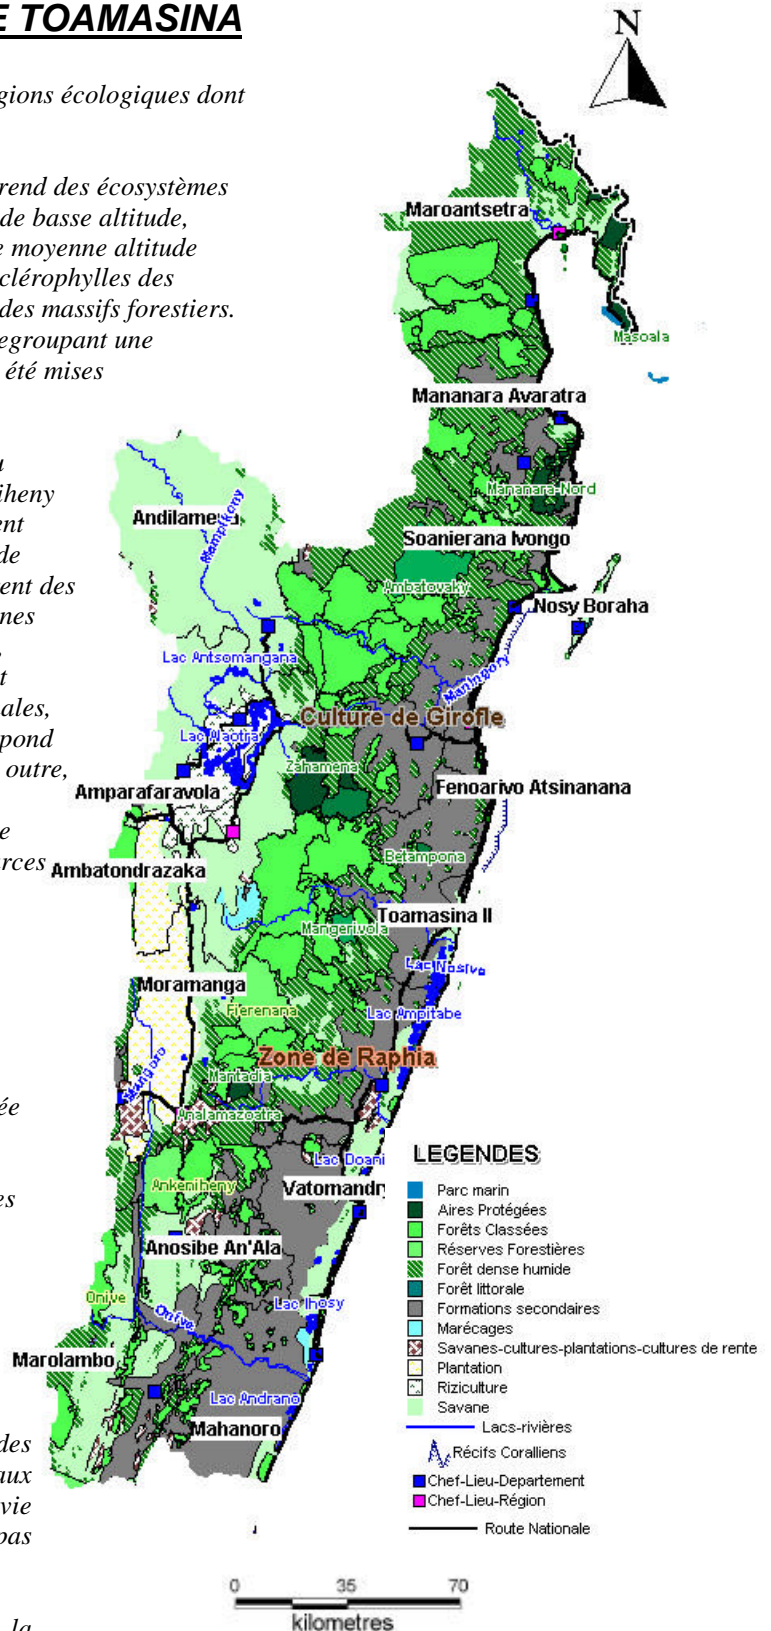 E TOAMASINA
N
gions écologiques dont
rend des écosystèmes
de basse altitude,
e moyenne altitude
clérophylles des
des massifs forestiers.
egroupant une
été mises
u
iheny
ent
de
rent des
nes
t
ales,
pond
outre,
e
rces
ée
es
des
aux
vie
pas
la
Maroantsetra
Masoala
Mananara Avaratra
Mananara-Nord
Andilamena
Mampikony
Soanierana Ivongo
Ambatovaky
Nosy Boraha
Lac Antsomangana
Maningory
Culture de Girofle
Lac Alaotra
Zahamena
Amparafaravola
Fenoarivo Atsinanana
Betampona
Ambatondrazaka
Toamasina II
Mangerivola
Lac Nosive
Moramanga
Fierenana
Lac Ampitabe
Zone de Raphia
Mangoro
Mantadia
Analamazoatra
Lac Doani
Ankeniheny
Vatomandr
Anosibe An'Ala
Onive
Lac Ihosy
Onive
Marolambo
Lac Andrano
Mahanoro
LEGENDES
Parc marin
Aires Protégées
Forêts Classées
Réserves Forestières
Forêt dense humide
Forêt littorale
Formations secondaires
Marécages
Savanes-cultures-plantations-cultures de rente
Plantation
Riziculture
Savane
Lacs-rivières
Récifs Coralliens
Chef-Lieu-Departement
Chef-Lieu-Région
Route Nationale
0 35 70
kilometres